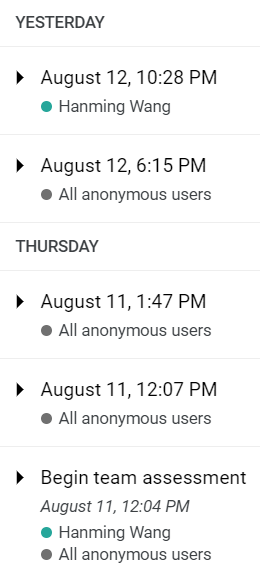 YESTERDAY
August 12, 10:28 PM
Hanming Wang
August 12, 6:15 PM
All anonymous users
THURSDAY
August 11, 1:47 PM
All anonymous users
August 11, 12:07 PM
All anonymous users
Begin team assessment
August 11, 12:04 PM
Hanming Wang
All anonymous users